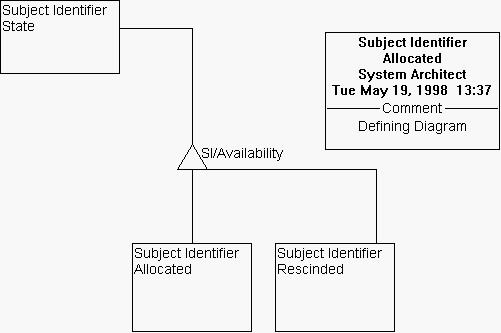 Subject Identifier
State
Subject Identifier
Allocated
System Architect
Tue May 19, 1998  13:37
Comment
Defining Diagram
SI/Availability
Subject Identifier
Allocated
Subject Identifier
Rescinded